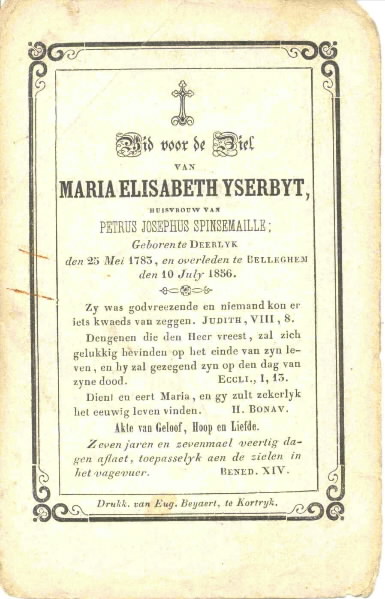 Bid voor de Ziel
VAN
MARIA ELISABETH YSERBYT,
HUISVROUW VAN
PETRUS JOSEPHUS SPINSEMAILLE;
Geboren te DEERLYK
den 25 Mei 1783, en overleden te BELLEGHEM
den 10 July 1856.
Zy was godvreezende en niemand kon er
iets kwaeds van zeggen. JUDITH, VIII, 8.
Deugenen die den Heer vreest, zal zich
gelukkig bevinden op het einde van zyn le-
ven, en hy zal gezegend zyn op den dag van
zyne dood. ECCLI., I, 13.
Dient en eert Maria, en gy zult zekerlyk
het eeuwig leven vinden. H. BONAV.
Akte van Geloof, Hoop en Liefde.
Zeven jaren en zevenmael veertig da-
gen aflaet, toepasselyk aen de zielen in
het vagevuer. BENED. XIV.
Drukk. van Eug. Beyaert, te Kortryk.